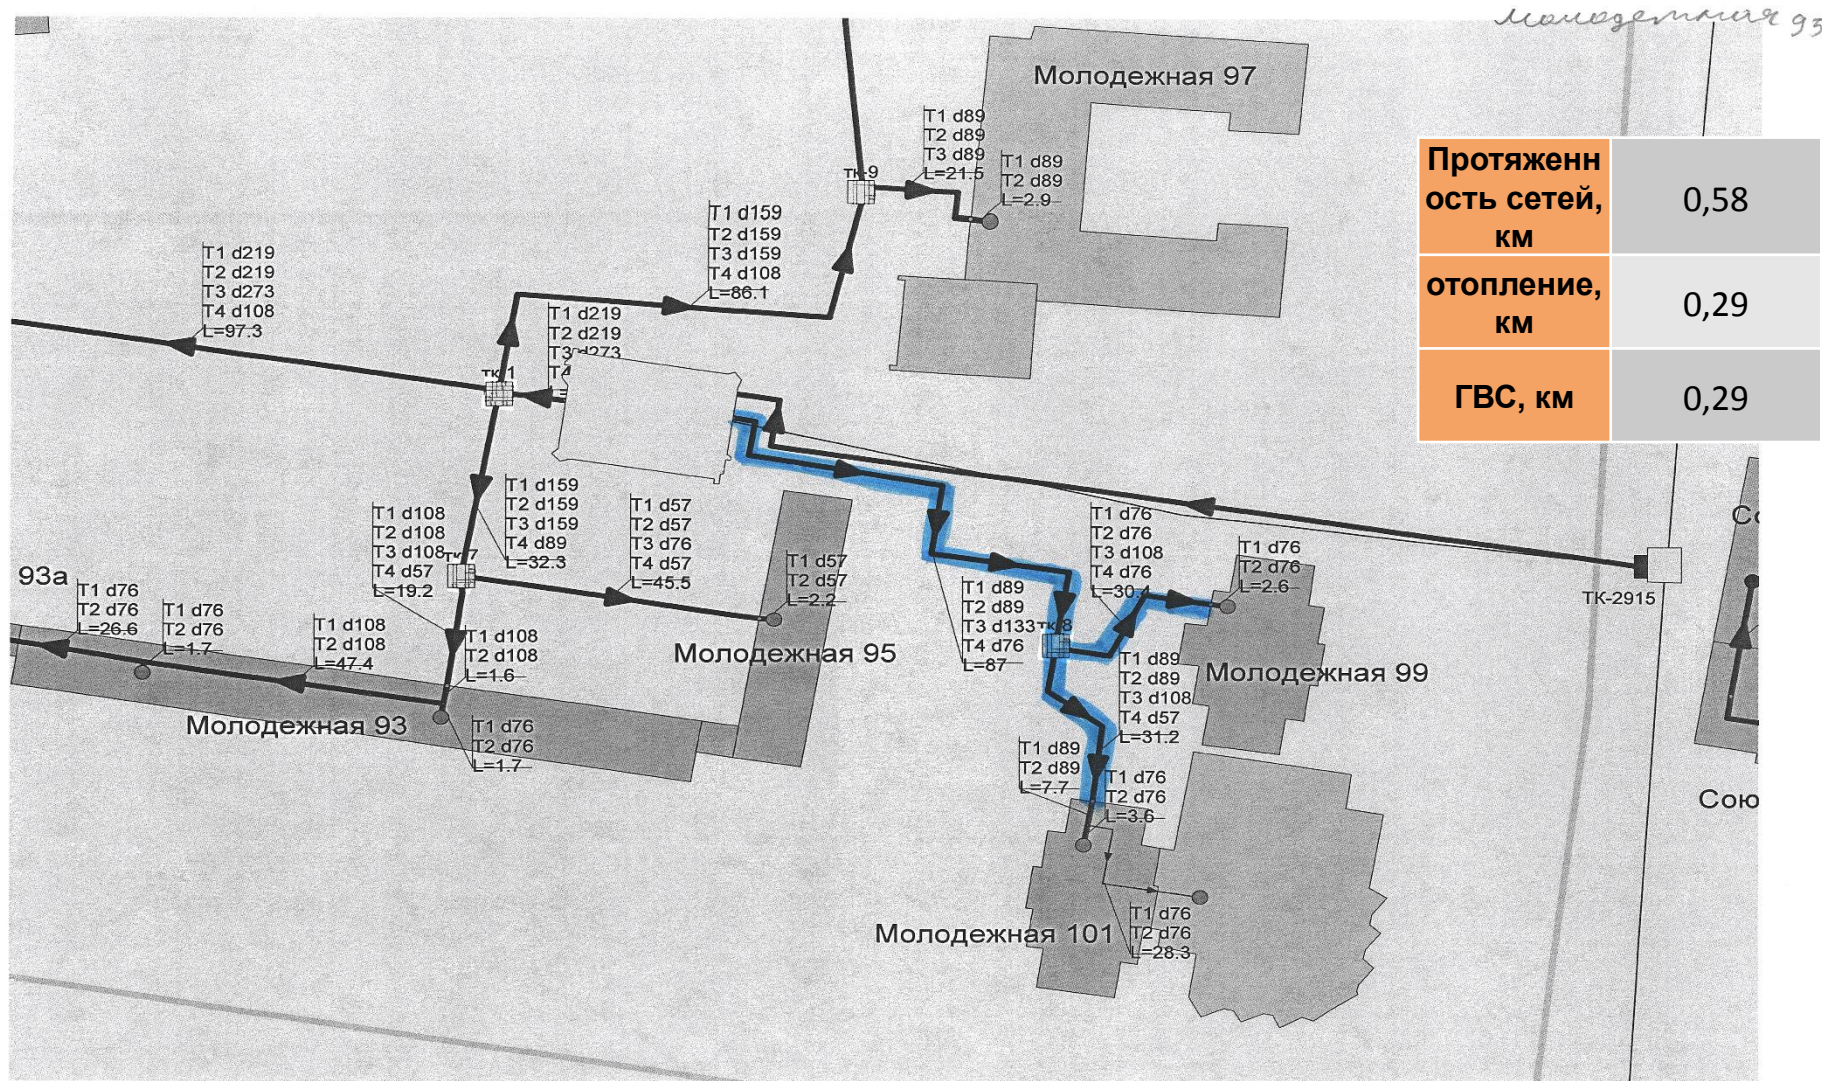 Молодежная 93
Молодежная 97
T1 d89
T2 d89
T3 d89
L=21.5
T1 d89
T2 d89
L=2.9
тк-9
Протяженн
ость сетей,
км
0,58
отопление,
км
0,29
ГВС, км
0,29
T1 d159
T2 d159
T3 d159
T4 d108
L=86.1
T1 d219
T2 d219
T3 d273
T4 d108
L=97.3
T1 d219
T2 d219
T3 d273
T4
тк-1
T1 d159
T2 d159
T3 d159
T4 d89
L=32.3
T1 d57
T2 d57
T3 d76
T4 d57
L=45.5
T1 d108
T2 d108
T3 d108
T4 d57
L=19.2
тк-7
T1 d57
T2 d57
L=2.2
T1 d76
T2 d76
T3 d108
T4 d76
L=30.4
T1 d76
T2 d76
L=2.6
ТК-2915
93а
T1 d76
T2 d76
L=26.6
T1 d76
T2 d76
L=1.7
T1 d108
T2 d108
L=47.4
T1 d108
T2 d108
L=1.6
T1 d89
T2 d89
T3 d133
T4 d76
L=87
тк-8
Молодежная 95
Молодежная 99
T1 d89
T2 d89
T3 d108
T4 d57
L=31.2
Молодежная 93
T1 d76
T2 d76
L=1.7
T1 d89
T2 d89
L=7.7
T1 d76
T2 d76
L=3.6
Сою
Молодежная 101
T1 d76
T2 d76
L=28.3